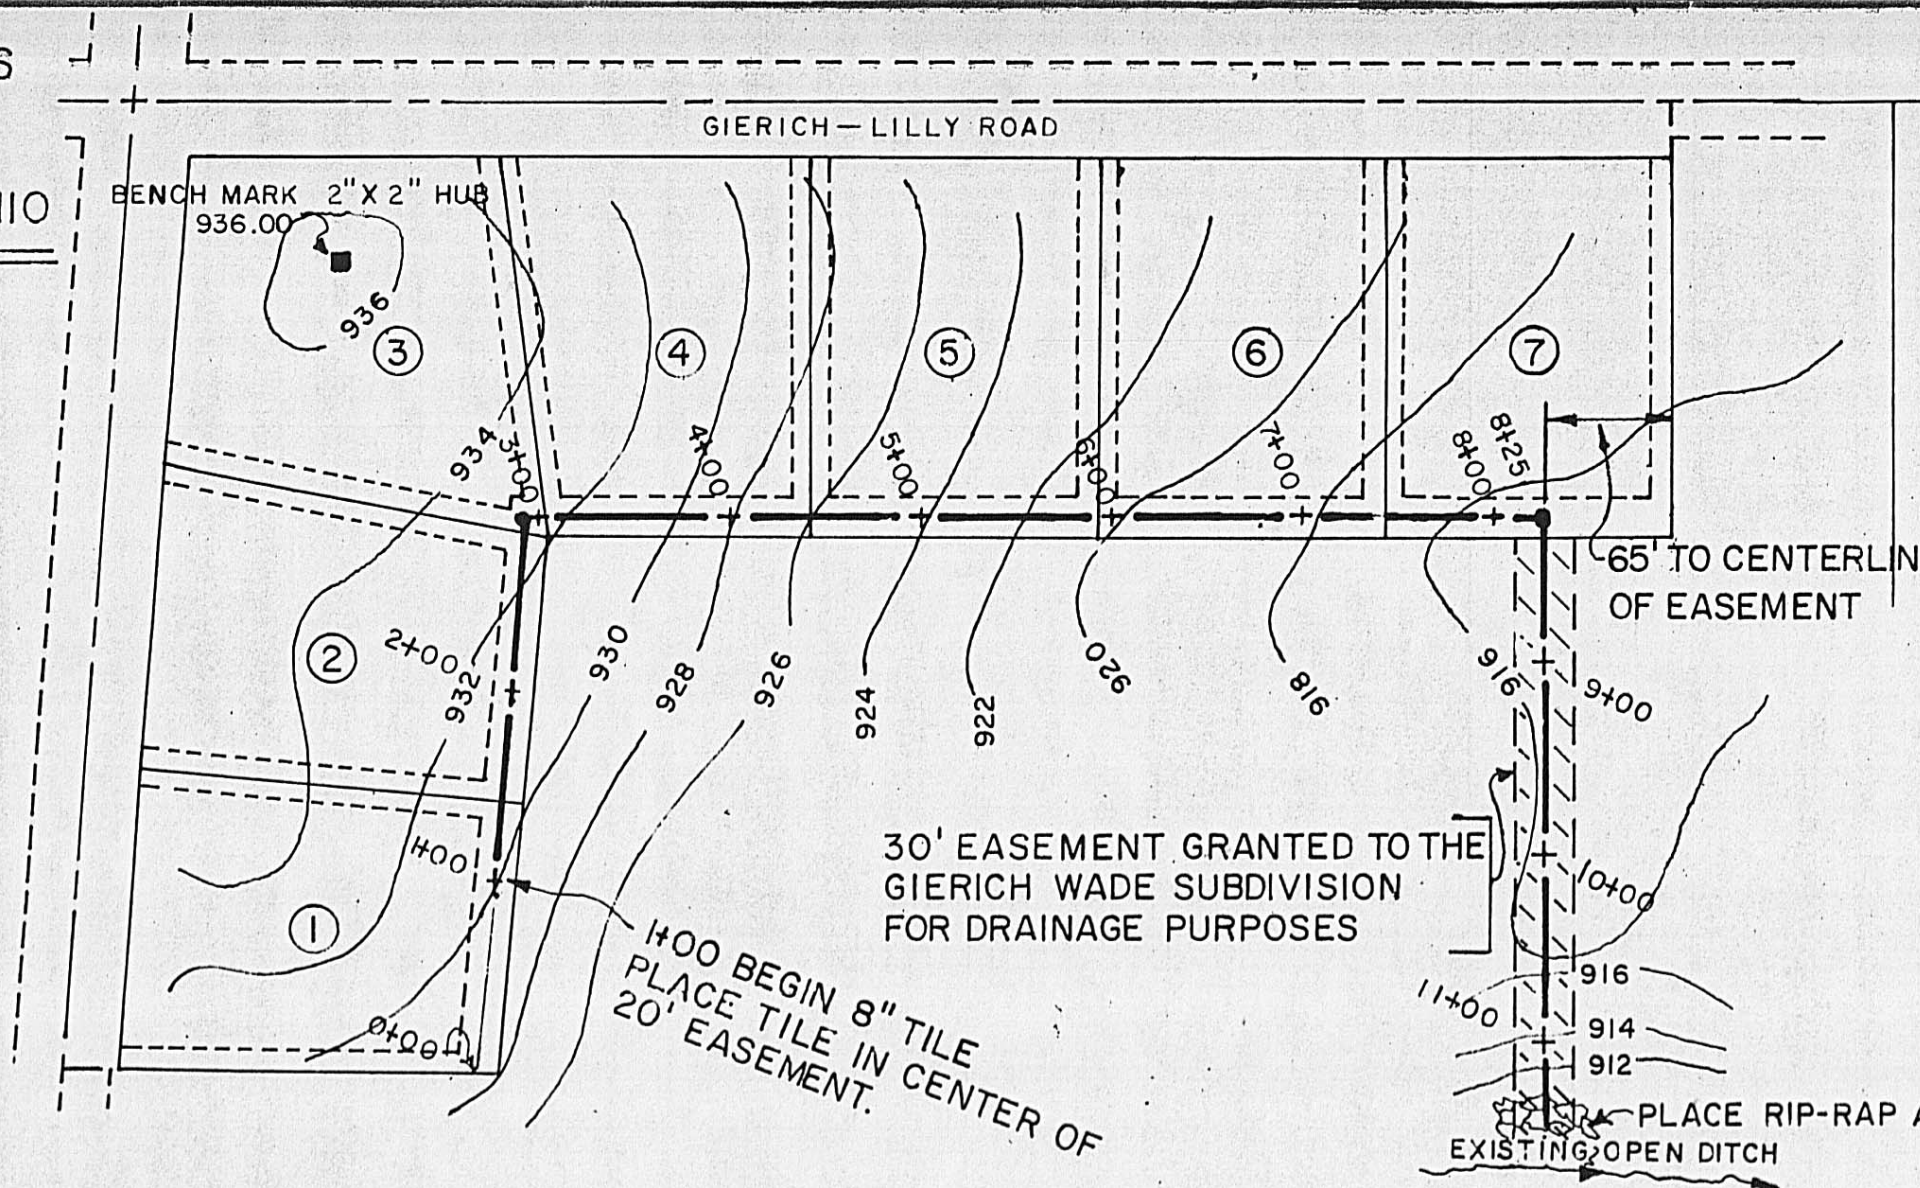 GIERICH—LILLY ROAD
BENCH MARK 2"X 2" HUB
936.00
936
3
4
5
6
7
934
3+00
4+00
5+00
6+00
7+00
8+00
8+25
65' TO CENTERLIN
OF EASEMENT
2
2+00
932
930
928
926
924
922
920
918
916
9+00
1+00
1
0+00
30' EASEMENT GRANTED TO THE
GIERICH WADE SUBDIVISION
FOR DRAINAGE PURPOSES
10+00
1+00 BEGIN 8" TILE
PLACE TILE IN CENTER OF
20' EASEMENT.
916
11+00
914
912
PLACE RIP-RAP A
EXISTING OPEN DITCH